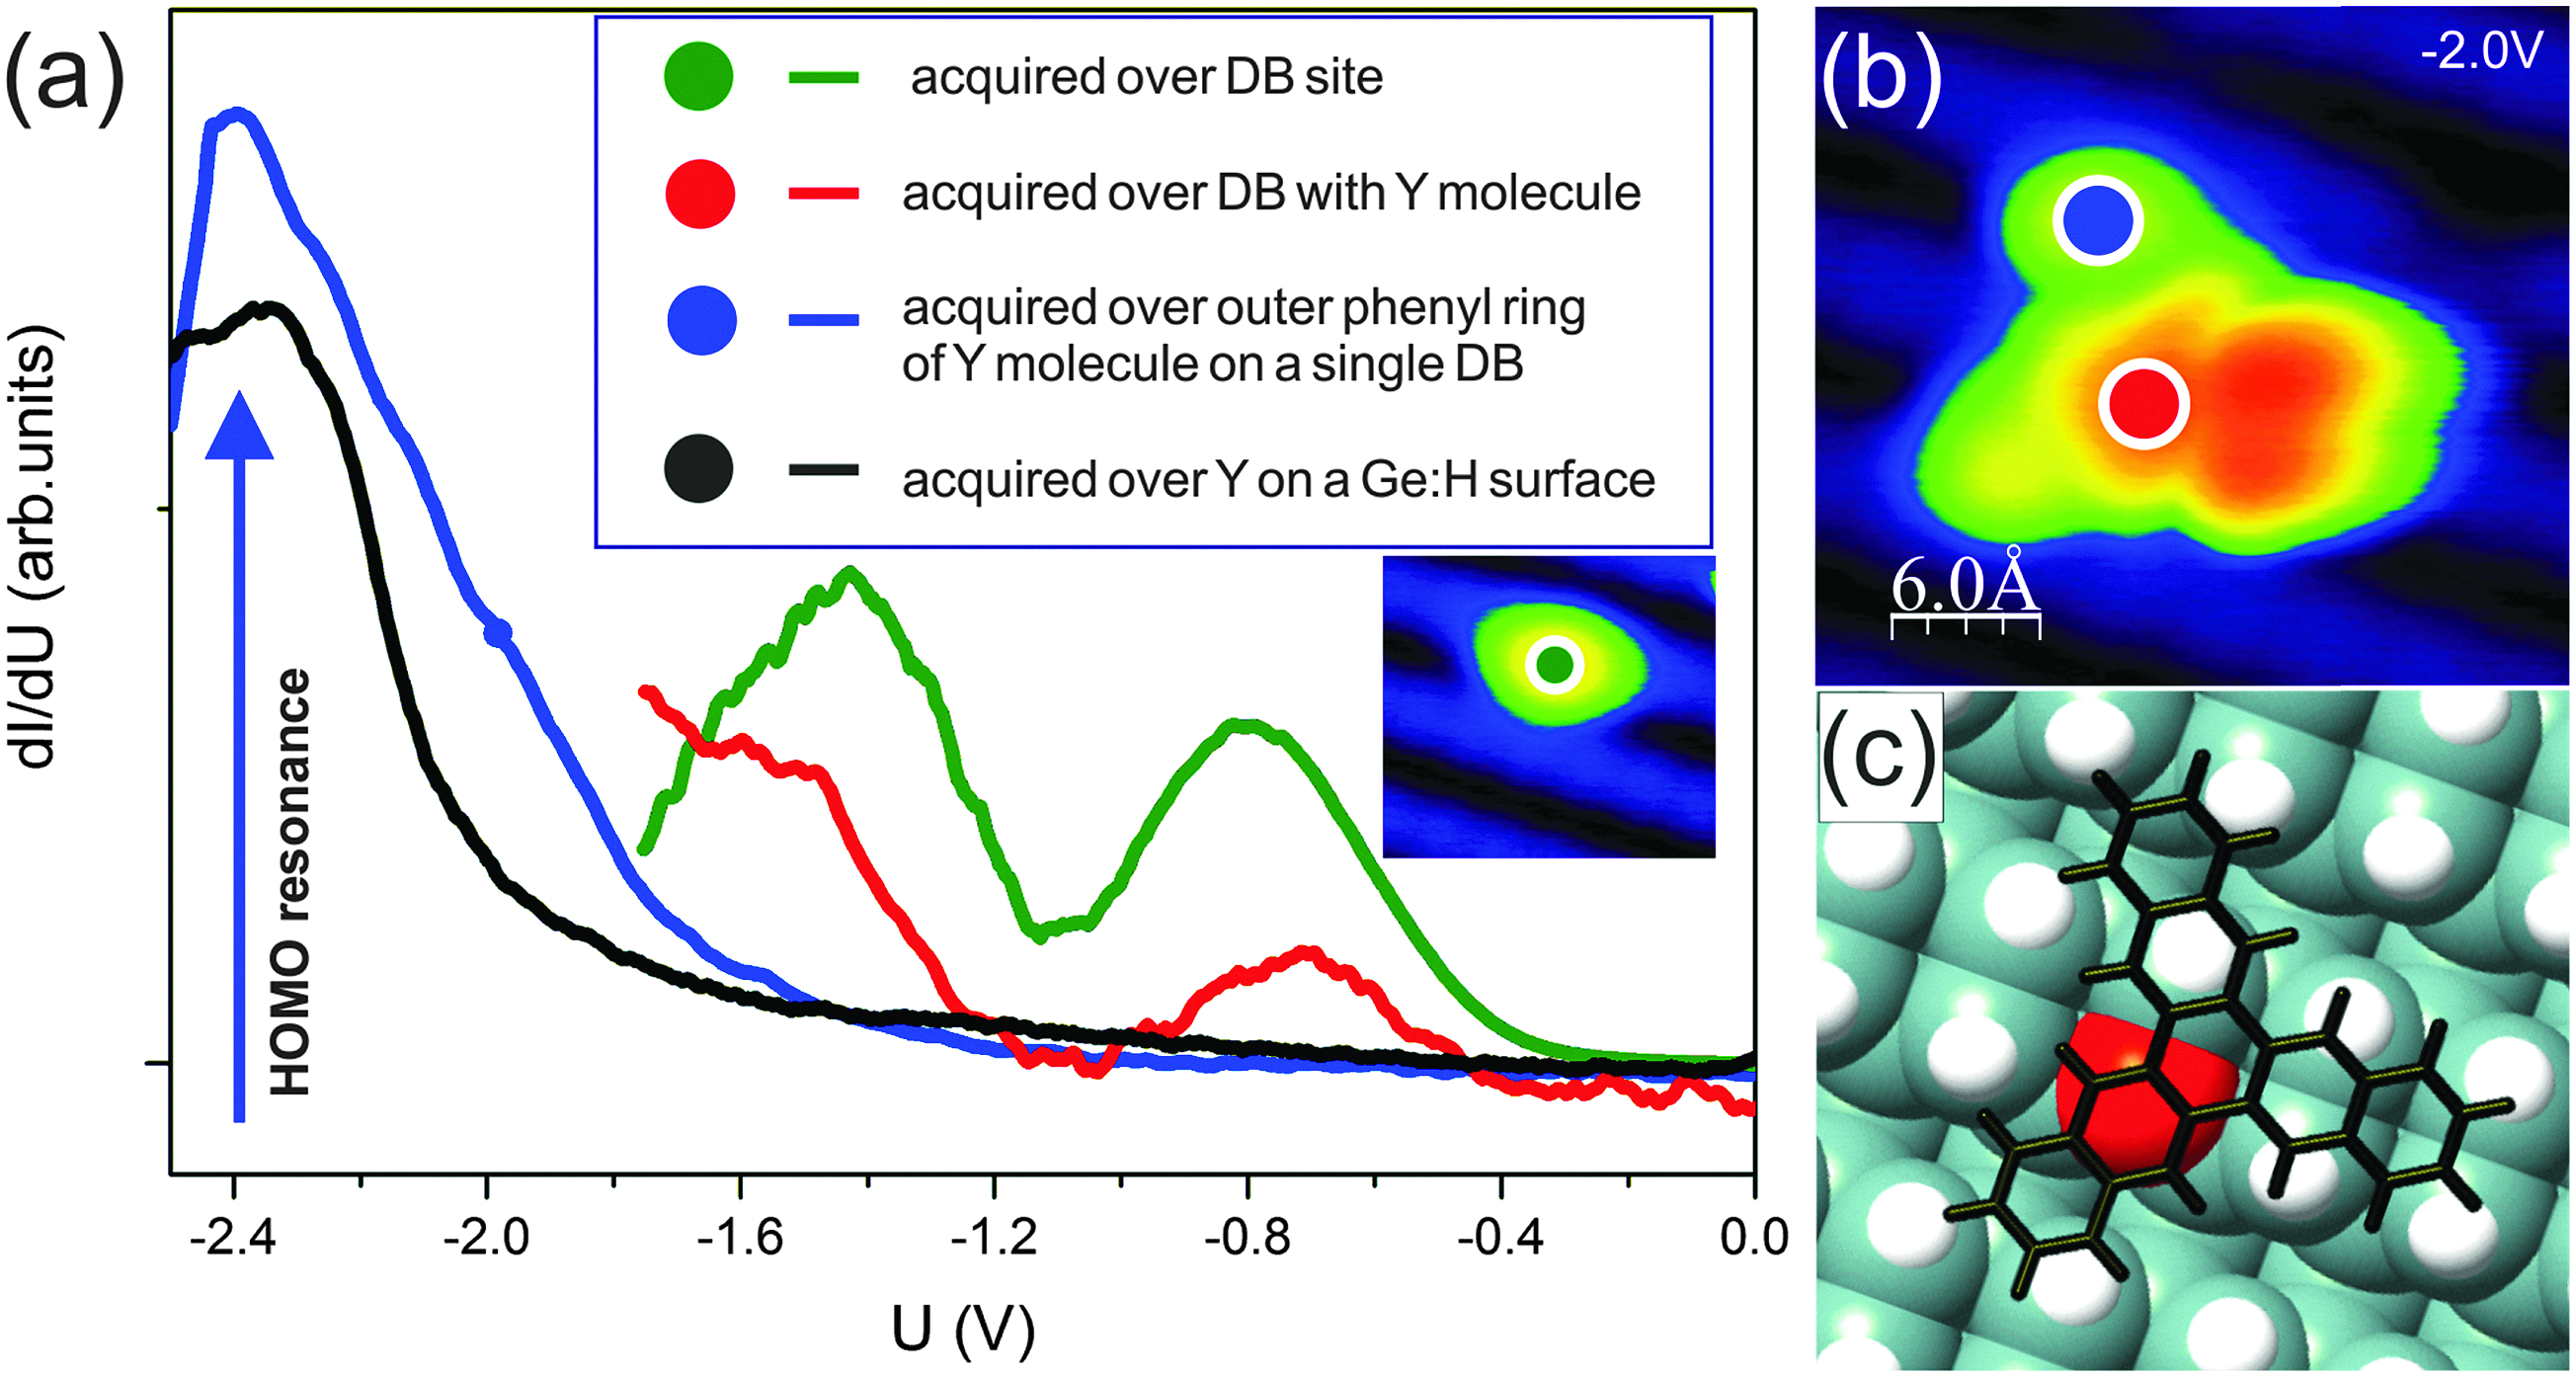 (a)
dI/dU (arb.units)
HOMO resonance
acquired over DB site
acquired over DB with Y molecule
acquired over outer phenyl ring
of Y molecule on a single DB
acquired over Y on a Ge:H surface
-2.4 -2.0 -1.6 -1.2 -0.8 -0.4 0.0
U (V)
(b)
-2.0V
6.0Å
(c)